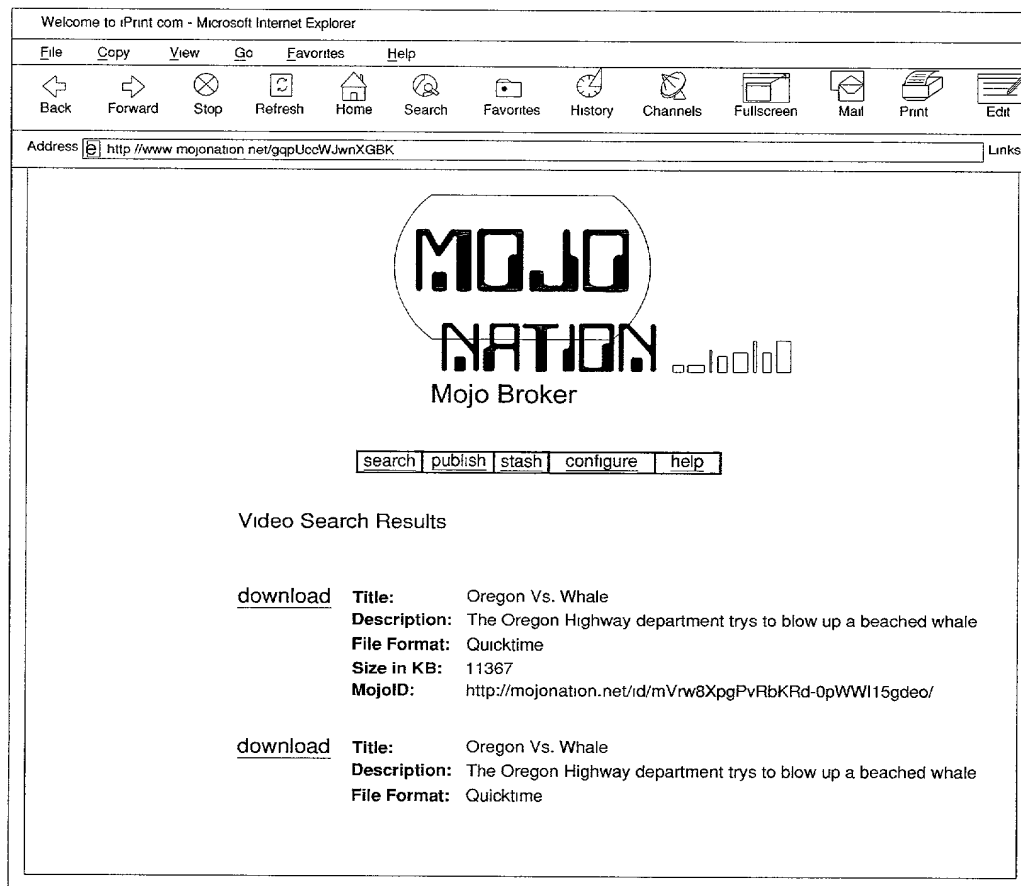 Welcome to iPrint com - Microsoft Internet Explorer
File Copy View Go Favorites Help
Back Forward Stop Refresh Home Search Favorites History Channels Fullscreen Mail Print Edit
Address e http //www mojonation net/gqpUccWJwnXGBK Links
MOJO
NATION
Mojo Broker
search publish stash configure help
Video Search Results
download Title: Oregon Vs. Whale
Description: The Oregon Highway department trys to blow up a beached whale
File Format: Quicktime
Size in KB: 11367
MojoID: http://mojonation.net/id/mVrw8XpgPvRbKRd-0pWWI15gdeo/
download Title: Oregon Vs. Whale
Description: The Oregon Highway department trys to blow up a beached whale
File Format: Quicktime